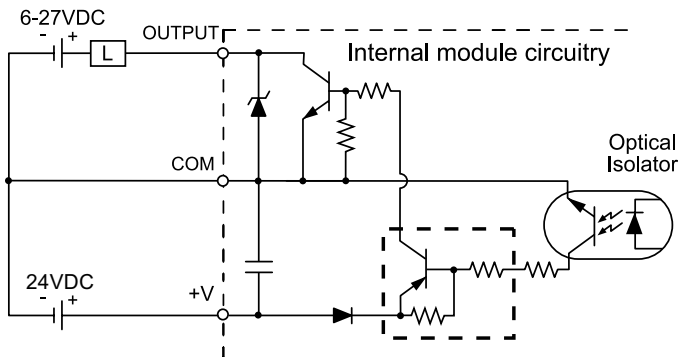 6-27VDC
- +
L
OUTPUT
Internal module circuitry
Optical
Isolator
COM
24VDC
- +
+V